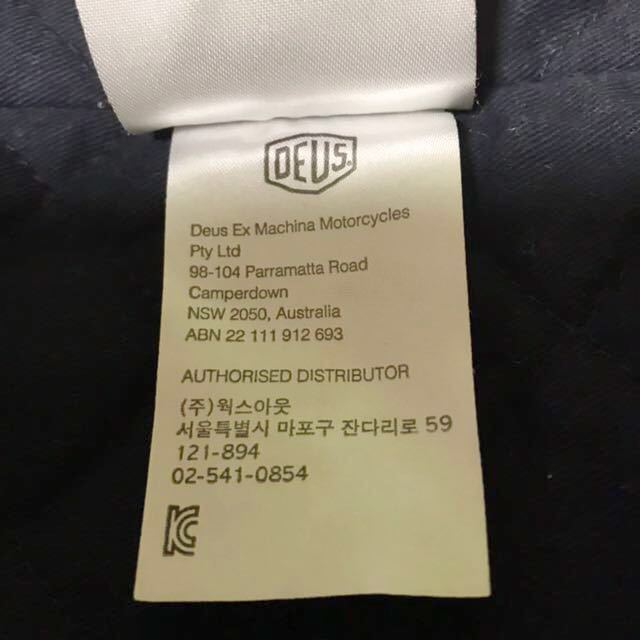 DEUS.
Deus Ex Machina Motorcycles
Pty Ltd
98-104 Parramatta Road
Camperdown
NSW 2050, Australia
ABN 22 111 912 693
AUTHORISED DISTRIBUTOR
(주)웍스아웃
서울특별시 마포구 잔다리로 59
121-894
02-541-0854
KC